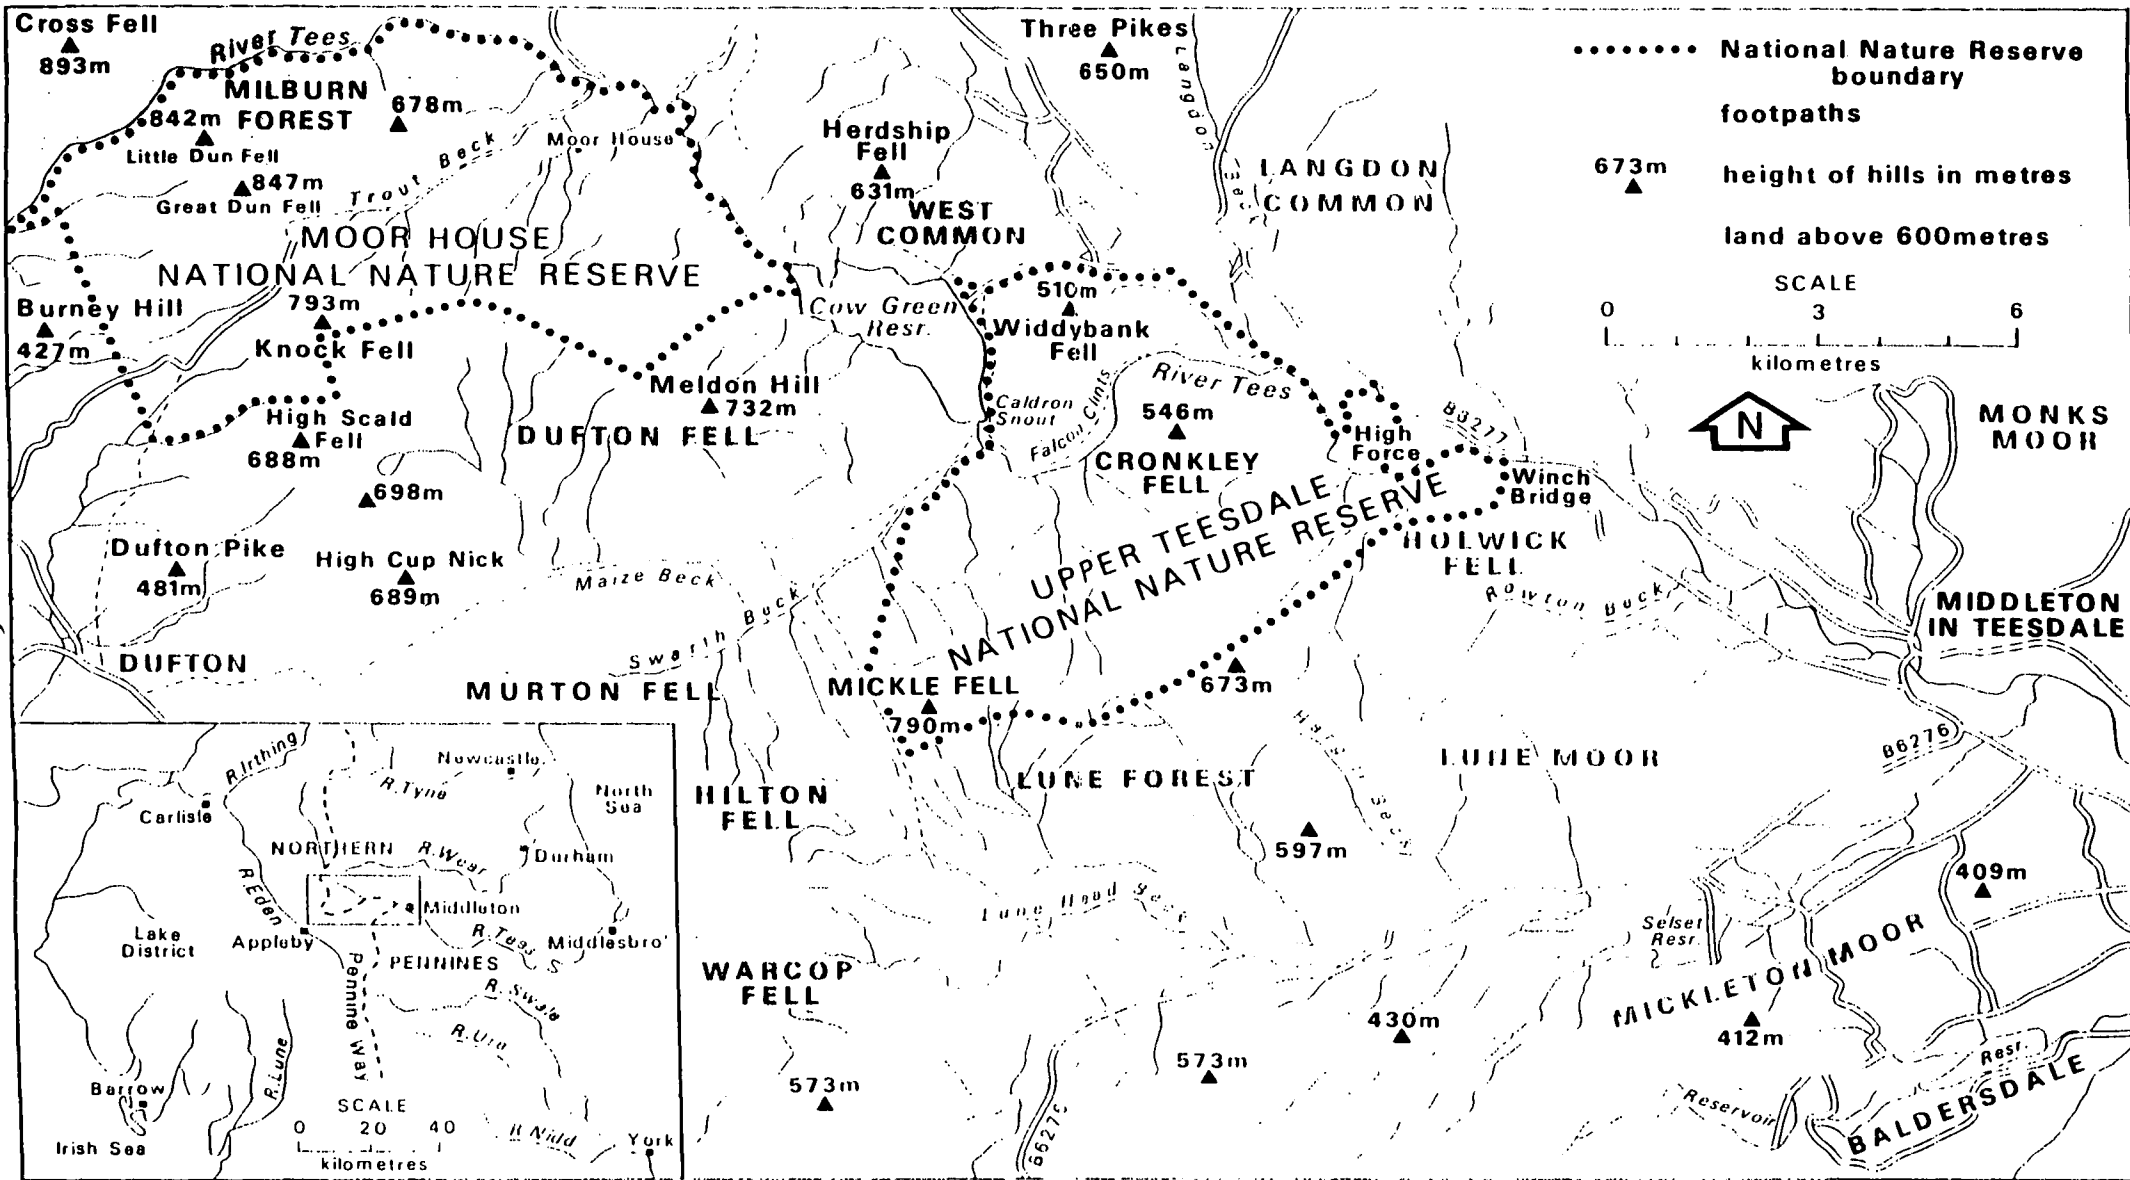 Cross Fell
893m
River Tees
MILBURN
FOREST
678m
842m
Little Dun Fell
847m
Great Dun Fell
Trout Beck
Moor House
MOOR HOUSE
NATIONAL NATURE RESERVE
Burney Hill
427m
793m
Knock Fell
High Scald
Fell
688m
698m
Meldon Hill
732m
DUFTON FELL
Dufton Pike
481m
High Cup Nick
689m
DUFTON
Maize Beck
Swarth Beck
MURTON FELL
Three Pikes
650m
Langdon
Beck
Herdship
Fell
631m
WEST
COMMON
LANGDON
COMMON
Cow Green
Resr.
510m
Widdybank
Fell
Caldron
Snout
Falcon Clints
River Tees
546m
CRONKLEY
FELL
High
Force
B6277
Winch
Bridge
UPPER TEESDALE
NATIONAL NATURE RESERVE
HOLWICK
FELL
Rowton Beck
MICKLE FELL
790m
673m
HILTON
FELL
LUNE FOREST
LUNE MOOR
597m
Lune Head Beck
WARCOP
FELL
573m
573m
430m
B6276
National Nature Reserve
boundary
footpaths
673m
height of hills in metres
land above 600metres
SCALE
0 3 6
kilometres
N
MONKS
MOOR
MIDDLETON
IN TEESDALE
B6276
409m
Selset
Resr.
MICKLETON MOOR
412m
Resr.
Reservoir
BALDERSDALE
R.Irthing
Newcastle
R.Tyne
North
Sea
Carlisle
NORTHERN
R.Wear
Durham
R.Eden
Middleton
Lake
District
Appleby
R.Tees
Middlesbro'
PENNINES
Pennine Way
R.Swale
R.Ure
R.Lune
Barrow
Irish Sea
SCALE
0 20 40
kilometres
R.Nidd
York